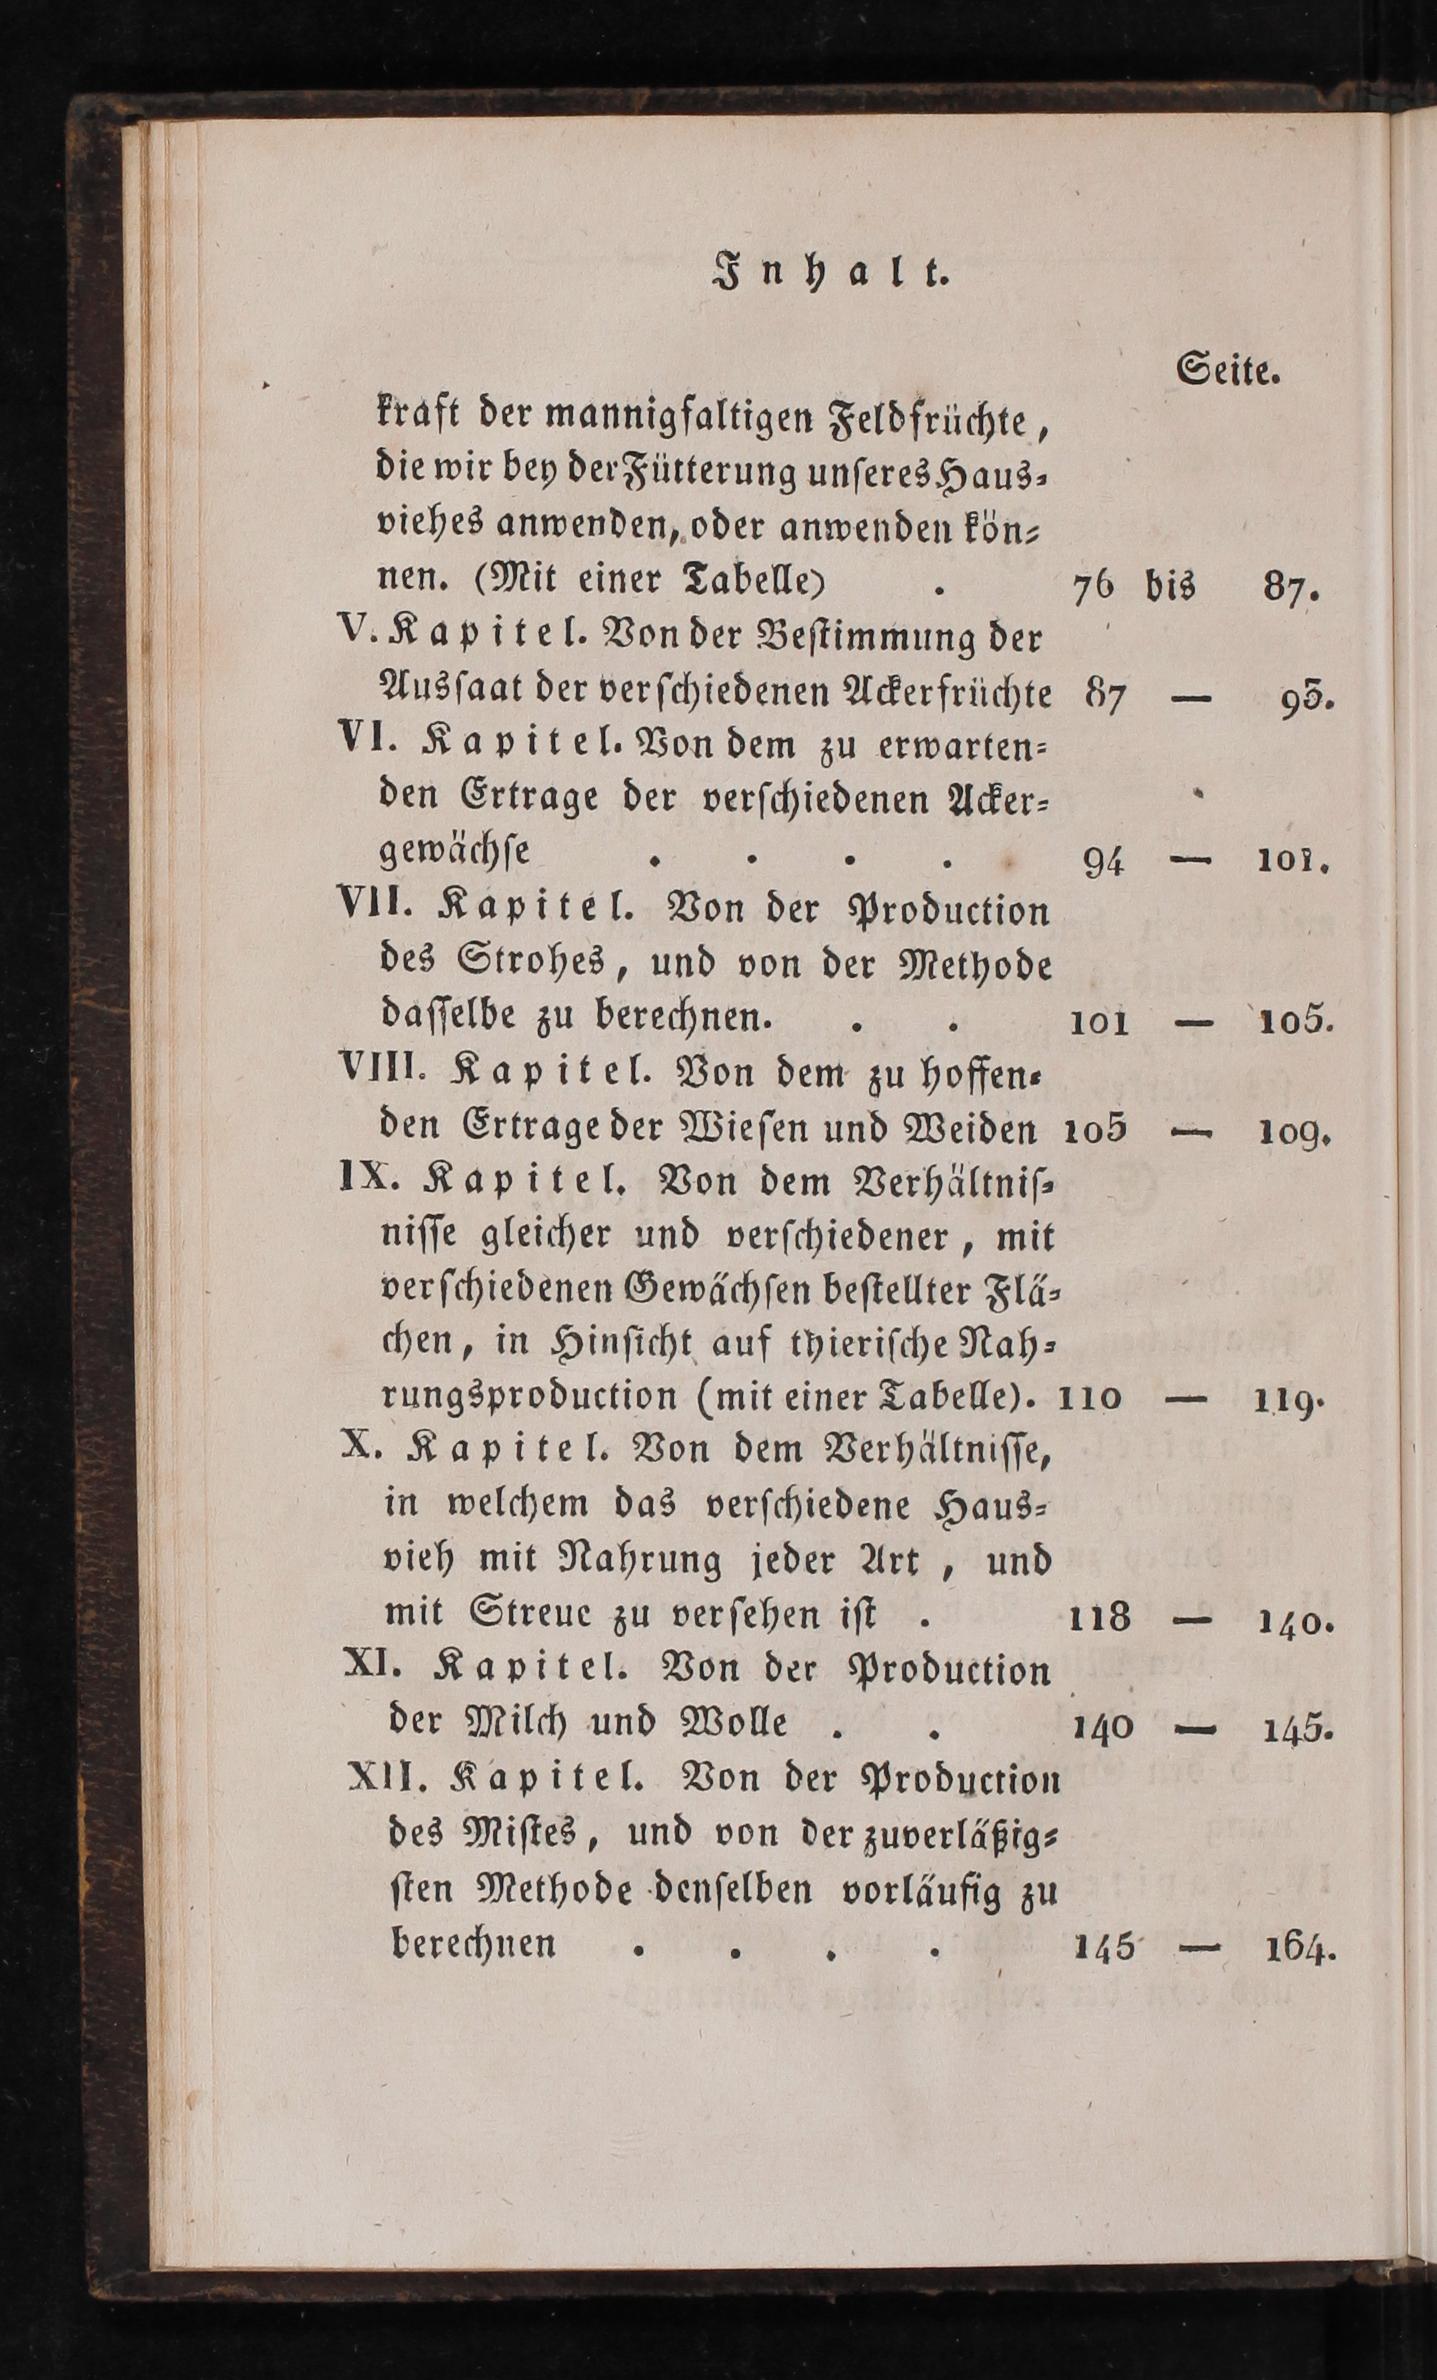 Inhalt.
Seite.
kraft der mannigfaltigen Feldfrüchte,
die wir bey der Fütterung unſeres Haus⸗
viehes anwenden, oder anwenden kön⸗
nen. (Mit einer Tabelle) . 76 bis 87.
V. Kapitel. Von der Beſtimmung der
Ausſaat der verſchiedenen Ackerfrüchte 87 — 93.
VI. Kapitel. Von dem zu erwarten⸗
den Ertrage der verſchiedenen Acker⸗
gewächſe . . . . 94 — 101.
VII. Kapitel. Von der Production
des Strohes, und von der Methode
daſſelbe zu berechnen. . . 101 — 105.
VIII. Kapitel. Von dem zu hoffen⸗
den Ertrage der Wieſen und Weiden 105 — 109.
IX. Kapitel. Von dem Verhältniſ⸗
niſſe gleicher und verſchiedener, mit
verſchiedenen Gewächſen beſtellter Flä⸗
chen, in Hinſicht auf thieriſche Nah⸗
rungsproduction (mit einer Tabelle). 110 — 119.
X. Kapitel. Von dem Verhältniſſe,
in welchem das verſchiedene Haus⸗
vieh mit Nahrung jeder Art, und
mit Streue zu verſehen iſt . 118 — 140.
XI. Kapitel. Von der Production
der Milch und Wolle . . 140 — 145.
XII. Kapitel. Von der Production
des Miſtes, und von der zuverläßig⸗
ſten Methode denſelben vorläufig zu
berechnen . . . . 145 — 164.